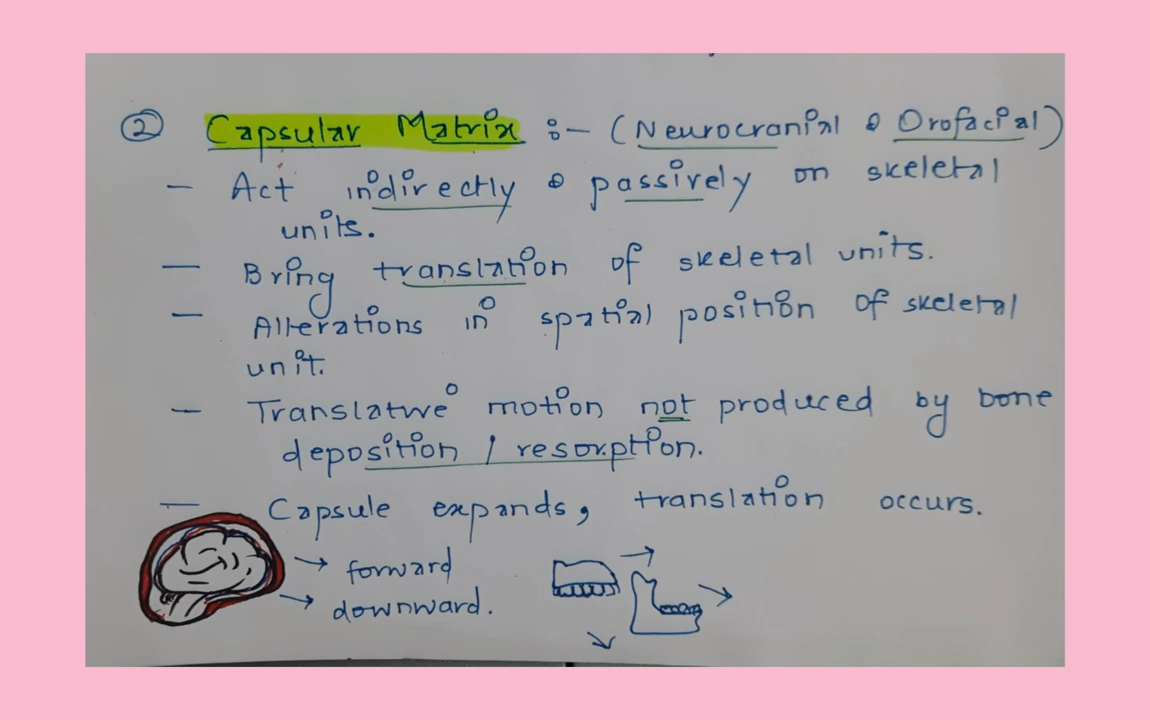 ② Capsular Matrix :- (Neurocranial & Orofacial)
- Act indirectly & passively on skeletal
units.
- Bring translation of skeletal units.
- Alterations in spatial position of skeletal
unit.
- Translative motion not produced by bone
deposition / resorption.
- Capsule expands, translation occurs.
→ forward
→ downward.